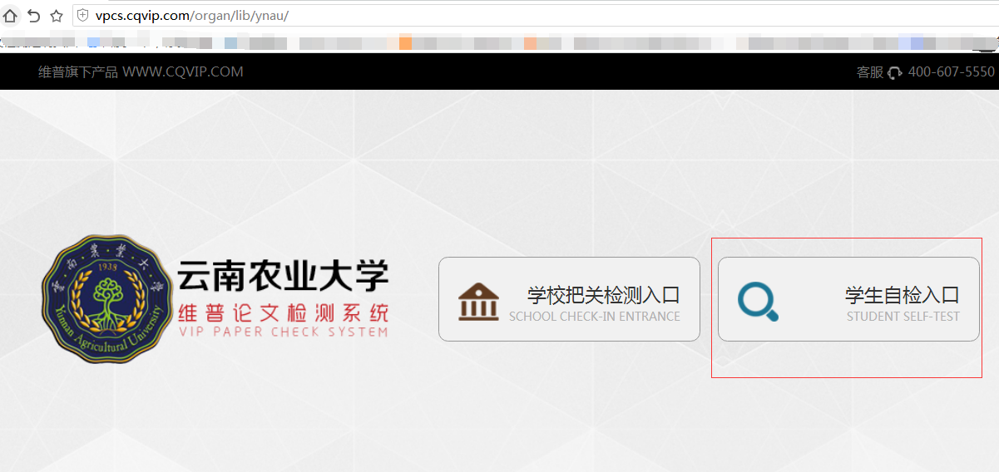 vpcs.cqvip.com/organ/lib/ynau/
维普旗下产品 WWW.CQVIP.COM
客服 400-607-5550
云南农业大学
1938
Yunnan Agricultural University
云南农业大学
维普论文检测系统
VIP PAPER CHECK SYSTEM
学校把关检测入口
SCHOOL CHECK-IN ENTRANCE
学生自检入口
STUDENT SELF-TEST